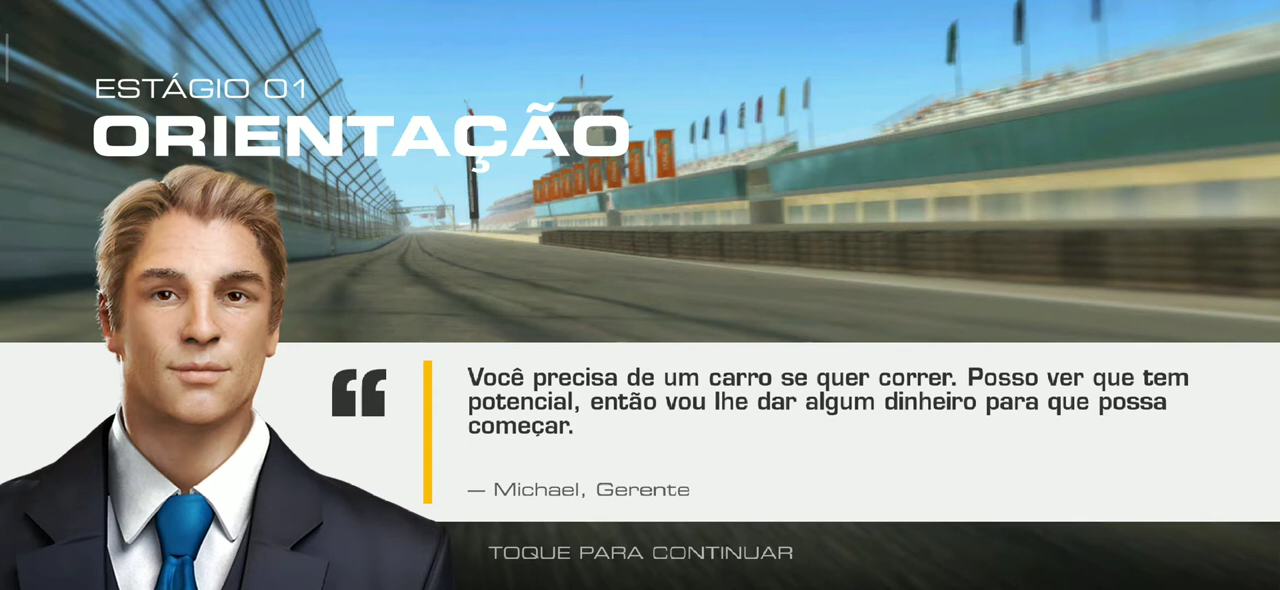 ESTÁGIO 01
ORIENTAÇÃO
Você precisa de um carro se quer correr. Posso ver que tem
potencial, então vou lhe dar algum dinheiro para que possa
começar.
— Michael, Gerente
TOQUE PARA CONTINUAR